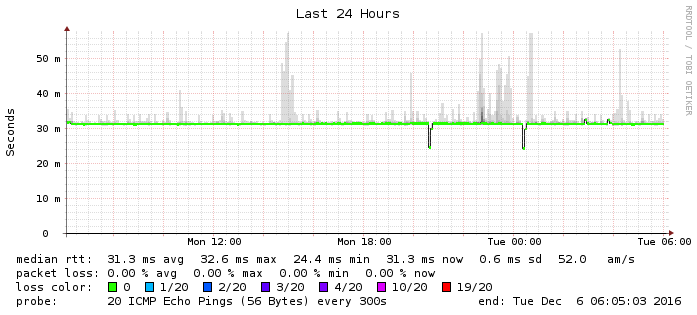 Last 24 Hours
RRDTOOL / TOBI OETIKER
Seconds
50 m
40 m
30 m
20 m
10 m
0
Mon 12:00 Mon 18:00 Tue 00:00 Tue 06:00
median rtt: 31.3 ms avg 32.6 ms max 24.4 ms min 31.3 ms now 0.6 ms sd 52.0 am/s
packet loss: 0.00 % avg 0.00 % max 0.00 % min 0.00 % now
loss color: 0 1/20 2/20 3/20 4/20 10/20 19/20
probe: 20 ICMP Echo Pings (56 Bytes) every 300s end: Tue Dec 6 06:05:03 2016